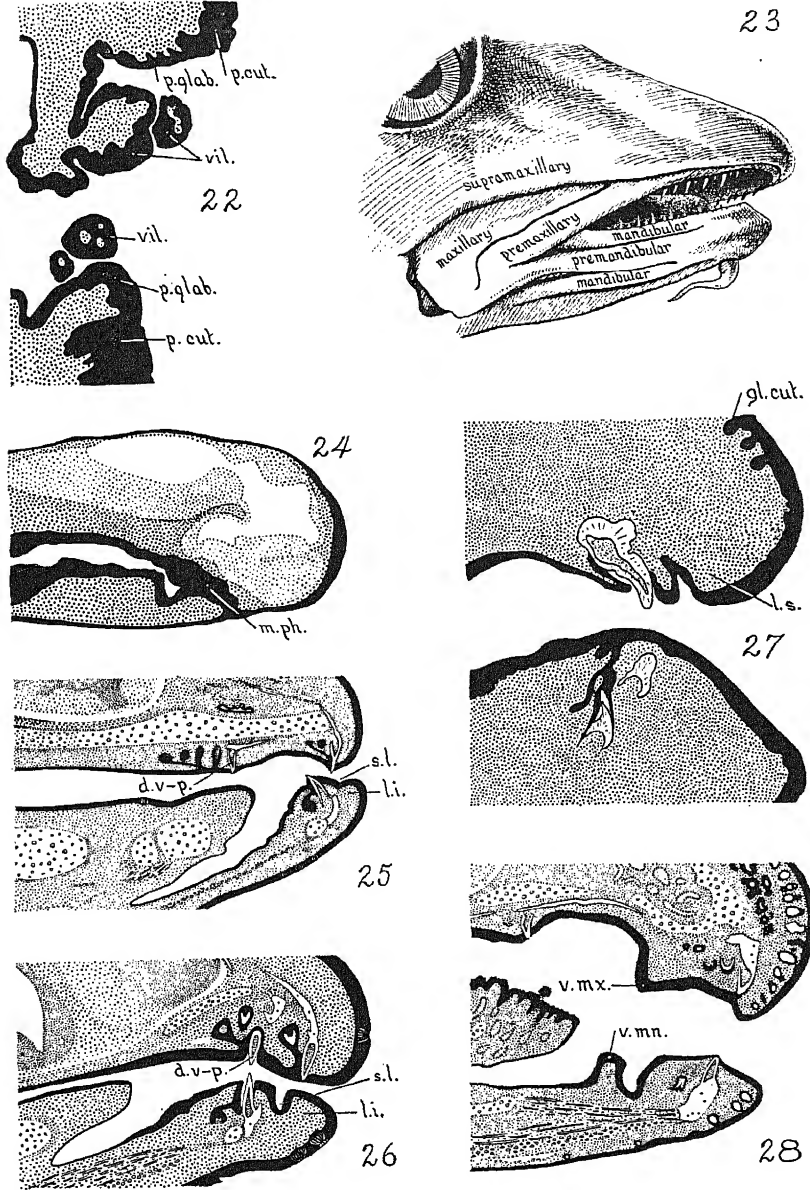 23
p.glab. p.cut.
vil.
22
vil.
p.glab.
p. cut.
supramaxillary
maxillary
premaxillary
mandibular
premandibular
mandibular
24
m.ph.
gl.cut.
l.s.
27
d.v-p.
s.l.
l.i.
25
d.v-p.
s.l.
l.i.
26
v.mx.
v.mn.
28